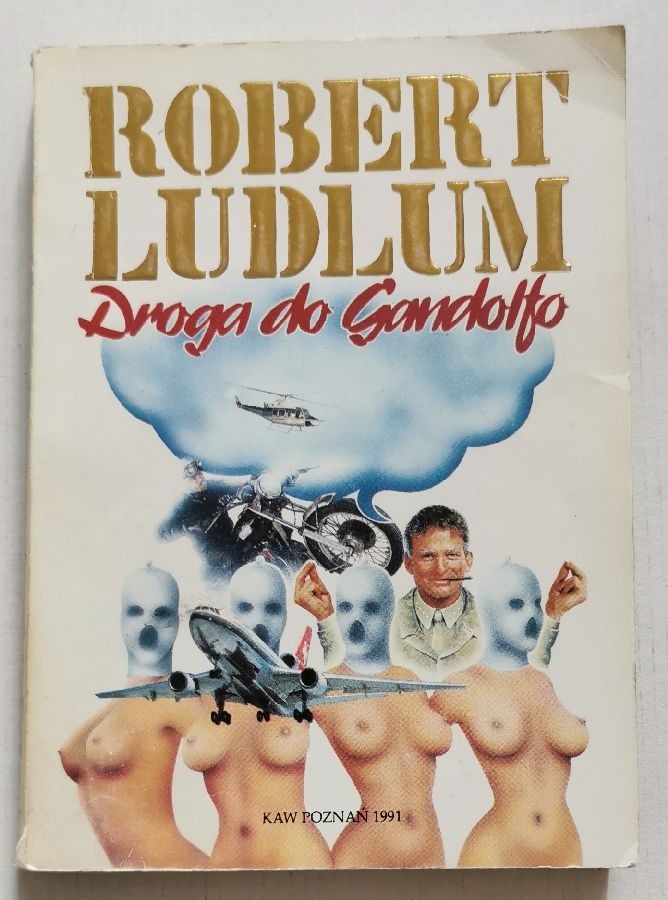 ROBERT
LUDLUM
Droga do Gandolfo
KAW POZNAŃ 1991